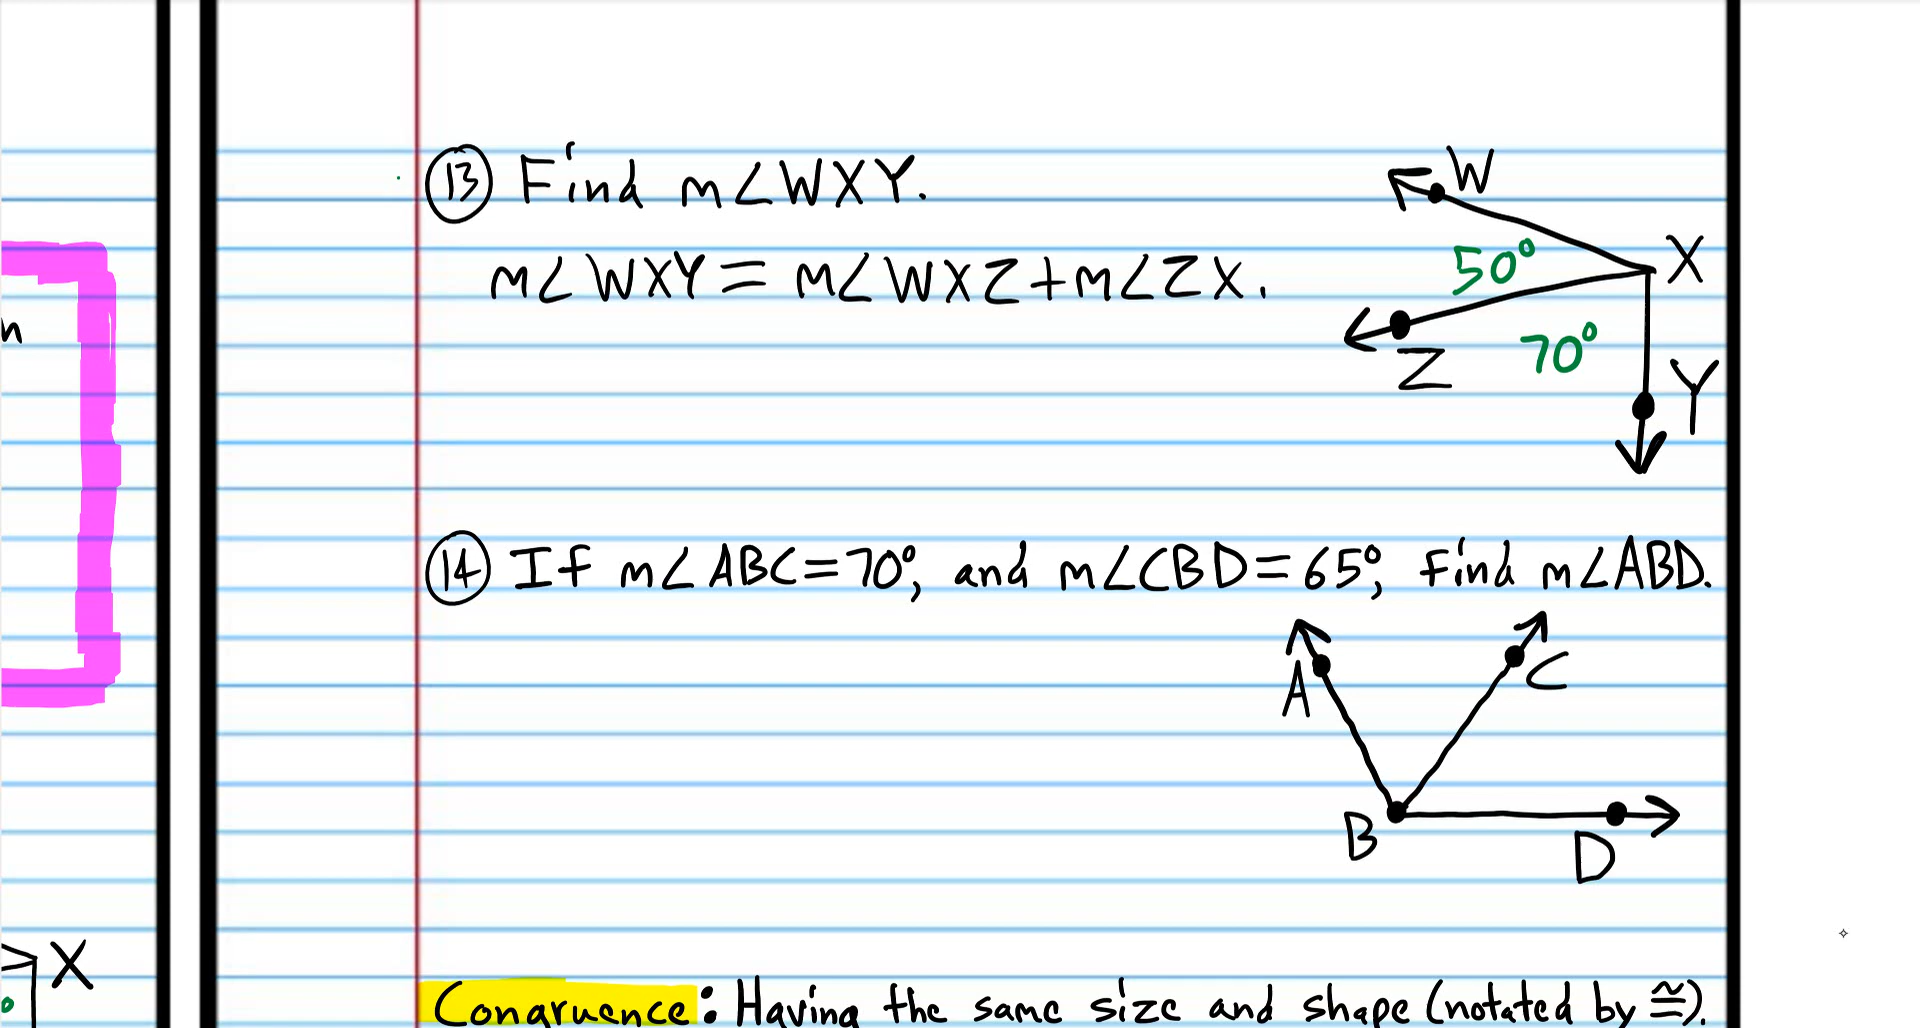 n
X
°
13 Find m∠WXY.
m∠WXY = m∠WXZ + m∠ZX.
W
X
50°
Z
70°
Y
14 If m∠ABC = 70°, and m∠CBD = 65°, find m∠ABD.
A
C
B
D
Congruence: Having the same size and shape (notated by ≅).